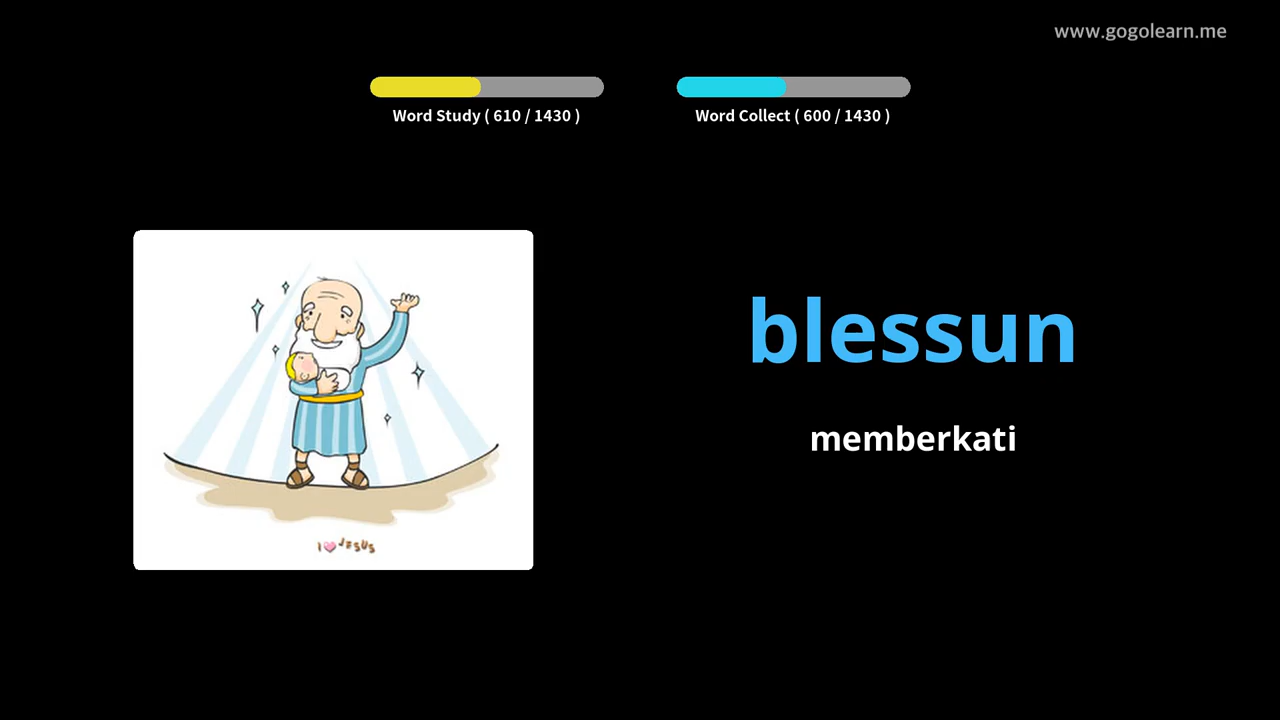 www.gogolearn.me
Word Study ( 610 / 1430 )
Word Collect ( 600 / 1430 )
blessun
memberkati
I JESUS